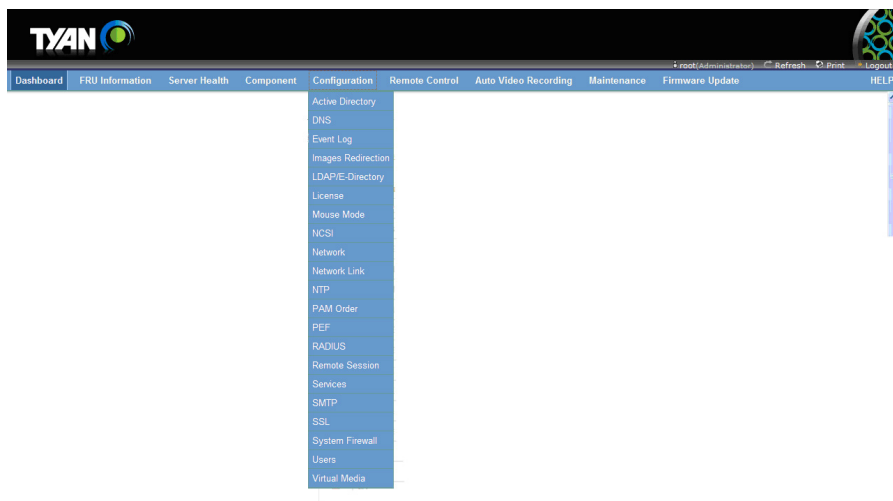 TYAN
root(Administrator) Refresh Print Logout
Dashboard FRU Information Server Health Component Configuration Remote Control Auto Video Recording Maintenance Firmware Update HELP
Active Directory
DNS
Event Log
Images Redirection
LDAP/E-Directory
License
Mouse Mode
NCSI
Network
Network Link
NTP
PAM Order
PEF
RADIUS
Remote Session
Services
SMTP
SSL
System Firewall
Users
Virtual Media